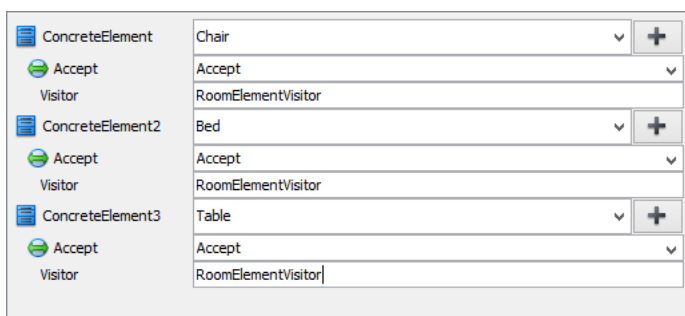 ConcreteElement Chair
Accept Accept
Visitor RoomElementVisitor
ConcreteElement2 Bed
Accept Accept
Visitor RoomElementVisitor
ConcreteElement3 Table
Accept Accept
Visitor RoomElementVisitor